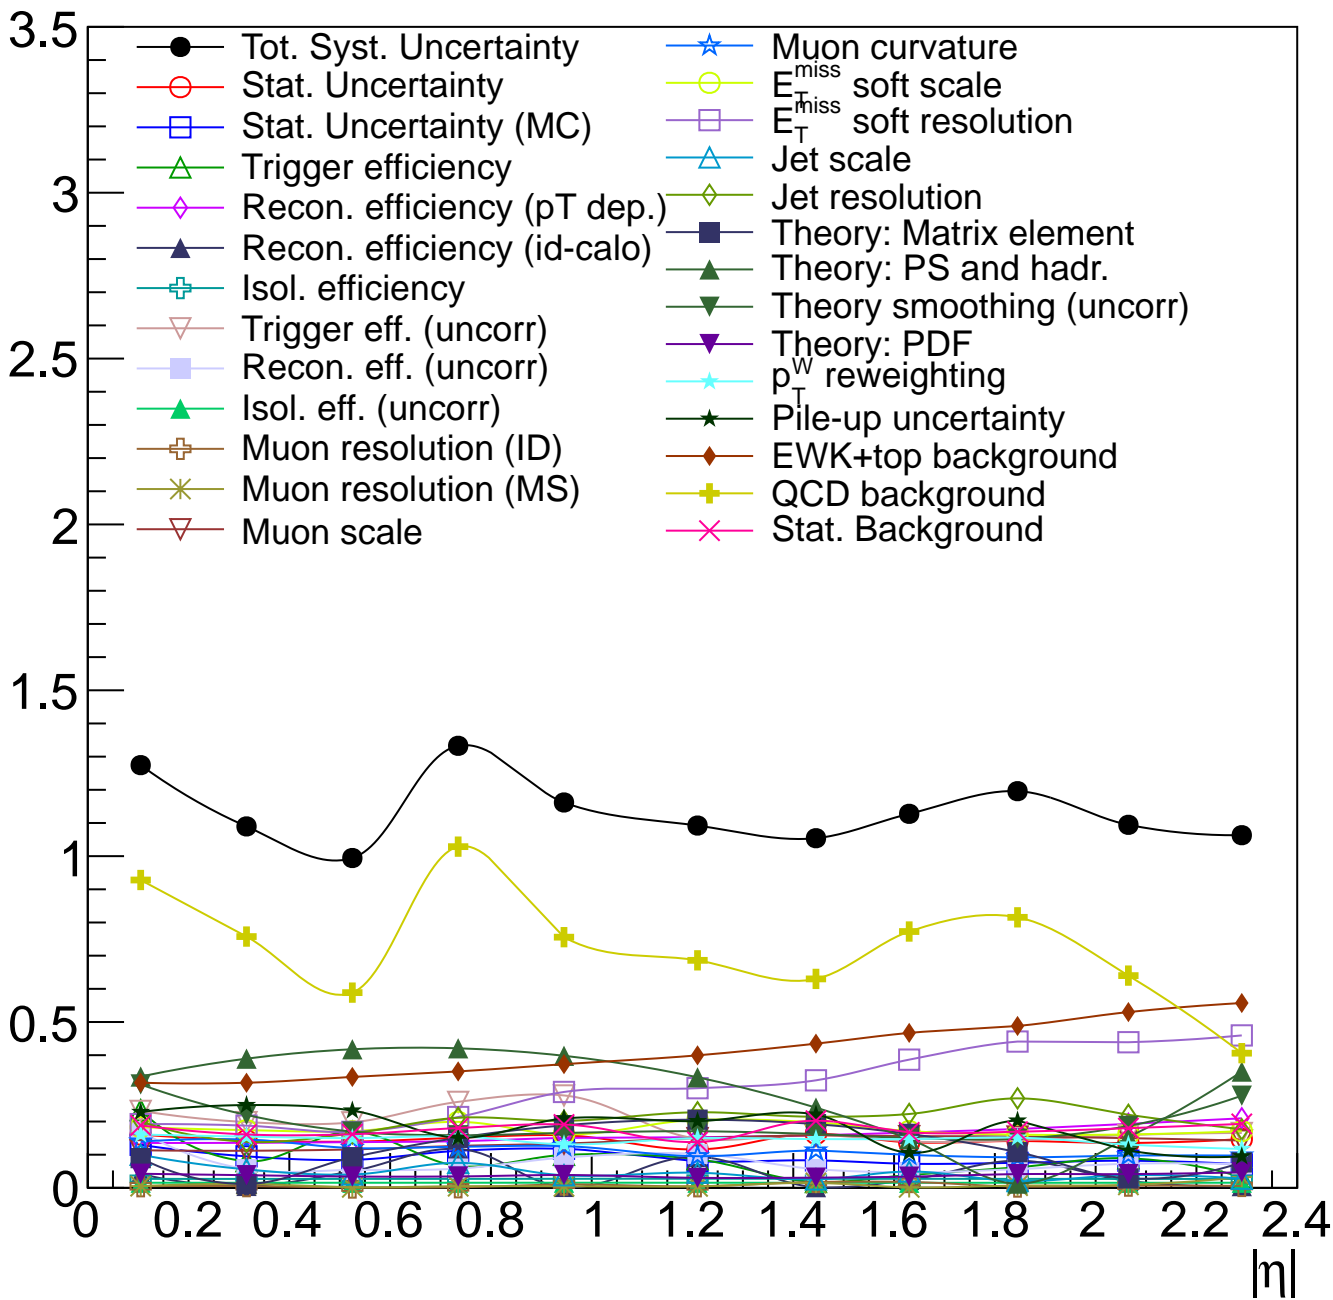 3.5
3
2.5
2
1.5
1
0.5
0
Tot. Syst. Uncertainty
Stat. Uncertainty
Stat. Uncertainty (MC)
Trigger efficiency
Recon. efficiency (pT dep.)
Recon. efficiency (id-calo)
Isol. efficiency
Trigger eff. (uncorr)
Recon. eff. (uncorr)
Isol. eff. (uncorr)
Muon resolution (ID)
Muon resolution (MS)
Muon scale
Muon curvature
E_T^miss soft scale
E_T^miss soft resolution
Jet scale
Jet resolution
Theory: Matrix element
Theory: PS and hadr.
Theory smoothing (uncorr)
Theory: PDF
p_T^W reweighting
Pile-up uncertainty
EWK+top background
QCD background
Stat. Background
0 0.2 0.4 0.6 0.8 1 1.2 1.4 1.6 1.8 2 2.2 2.4
|η|